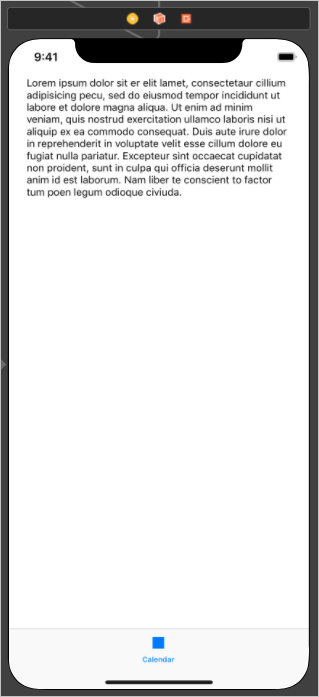 9:41
Lorem ipsum dolor sit er elit lamet, consectetaur cillium
adipisicing pecu, sed do eiusmod tempor incididunt ut
labore et dolore magna aliqua. Ut enim ad minim
veniam, quis nostrud exercitation ullamco laboris nisi ut
aliquip ex ea commodo consequat. Duis aute irure dolor
in reprehenderit in voluptate velit esse cillum dolore eu
fugiat nulla pariatur. Excepteur sint occaecat cupidatat
non proident, sunt in culpa qui officia deserunt mollit
anim id est laborum. Nam liber te conscient to factor
tum poen legum odioque civiuda.
Calendar